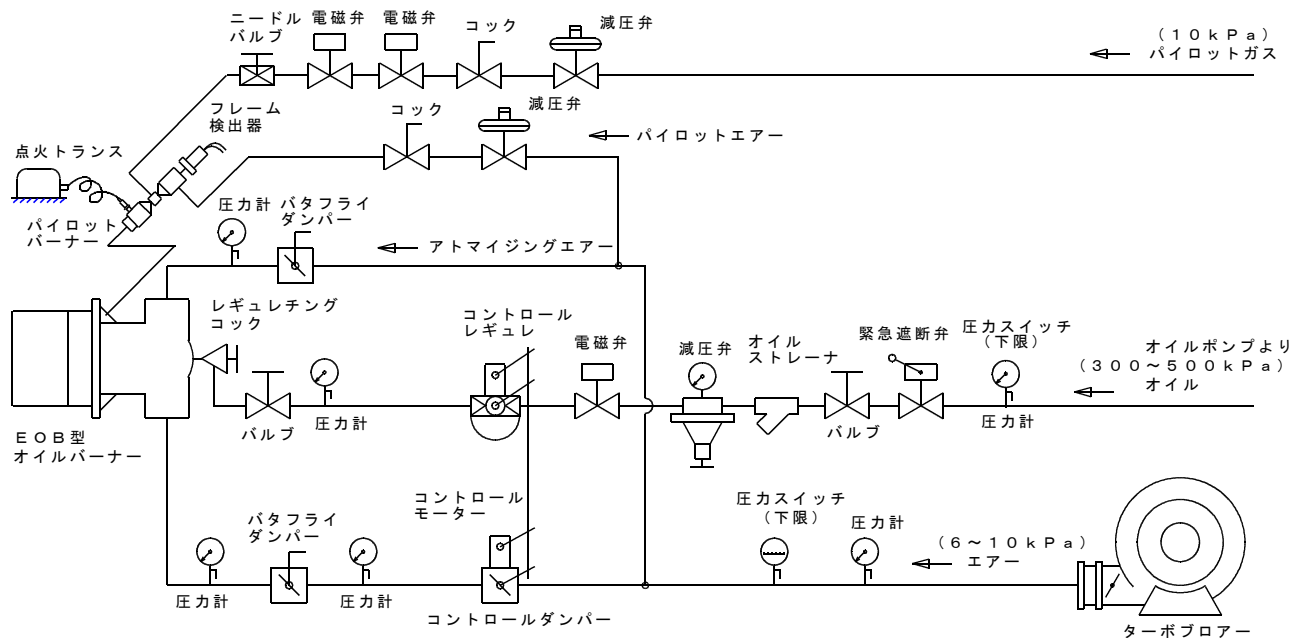 ニードル
バルブ
電磁弁
電磁弁
コック
減圧弁
（１０ｋＰａ）
パイロットガス
フレーム
検出器
コック
減圧弁
パイロットエアー
点火トランス
パイロット
バーナー
圧力計
バタフライ
ダンパー
アトマイジングエアー
レギュレチング
コック
コントロール
レギュレ
電磁弁
減圧弁
オイル
ストレーナ
緊急遮断弁
圧力スイッチ
（下限）
オイルポンプより
（３００～５００ｋＰａ）
オイル
バルブ
圧力計
バルブ
圧力計
ＥＯＢ型
オイルバーナー
コントロール
モーター
バタフライ
ダンパー
圧力スイッチ
（下限）
圧力計
（６～１０ｋＰａ）
エアー
圧力計
圧力計
コントロールダンパー
ターボブロアー